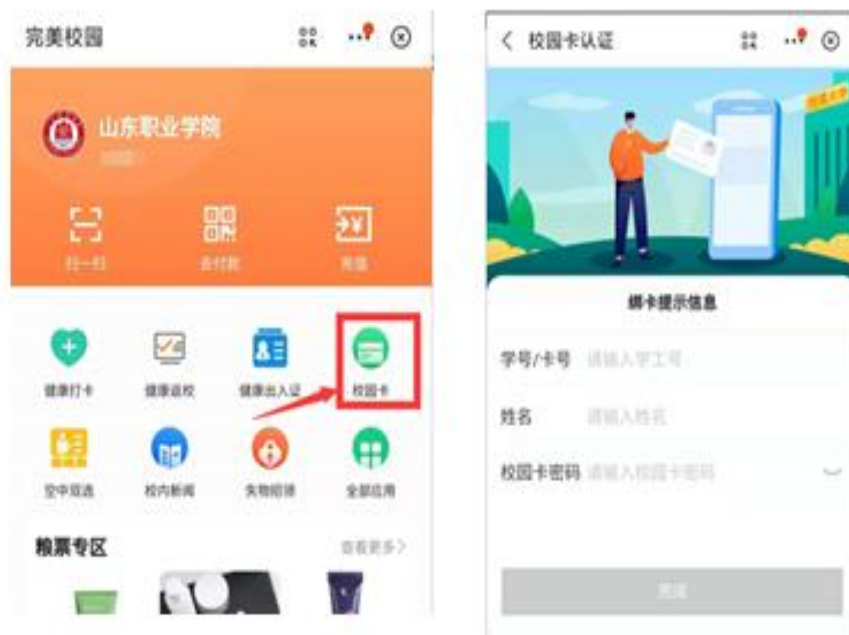 完美校园
山东职业学院
扫一扫
去付款
充值
健康打卡
健康返校
健康出入证
校园卡
空中双选
校内新闻
失物招领
全部应用
粮票专区
查看更多>
校园卡认证
绑卡提示信息
学号/卡号 请输入学工号
姓名 请输入姓名
校园卡密码 请输入校园卡密码
完成